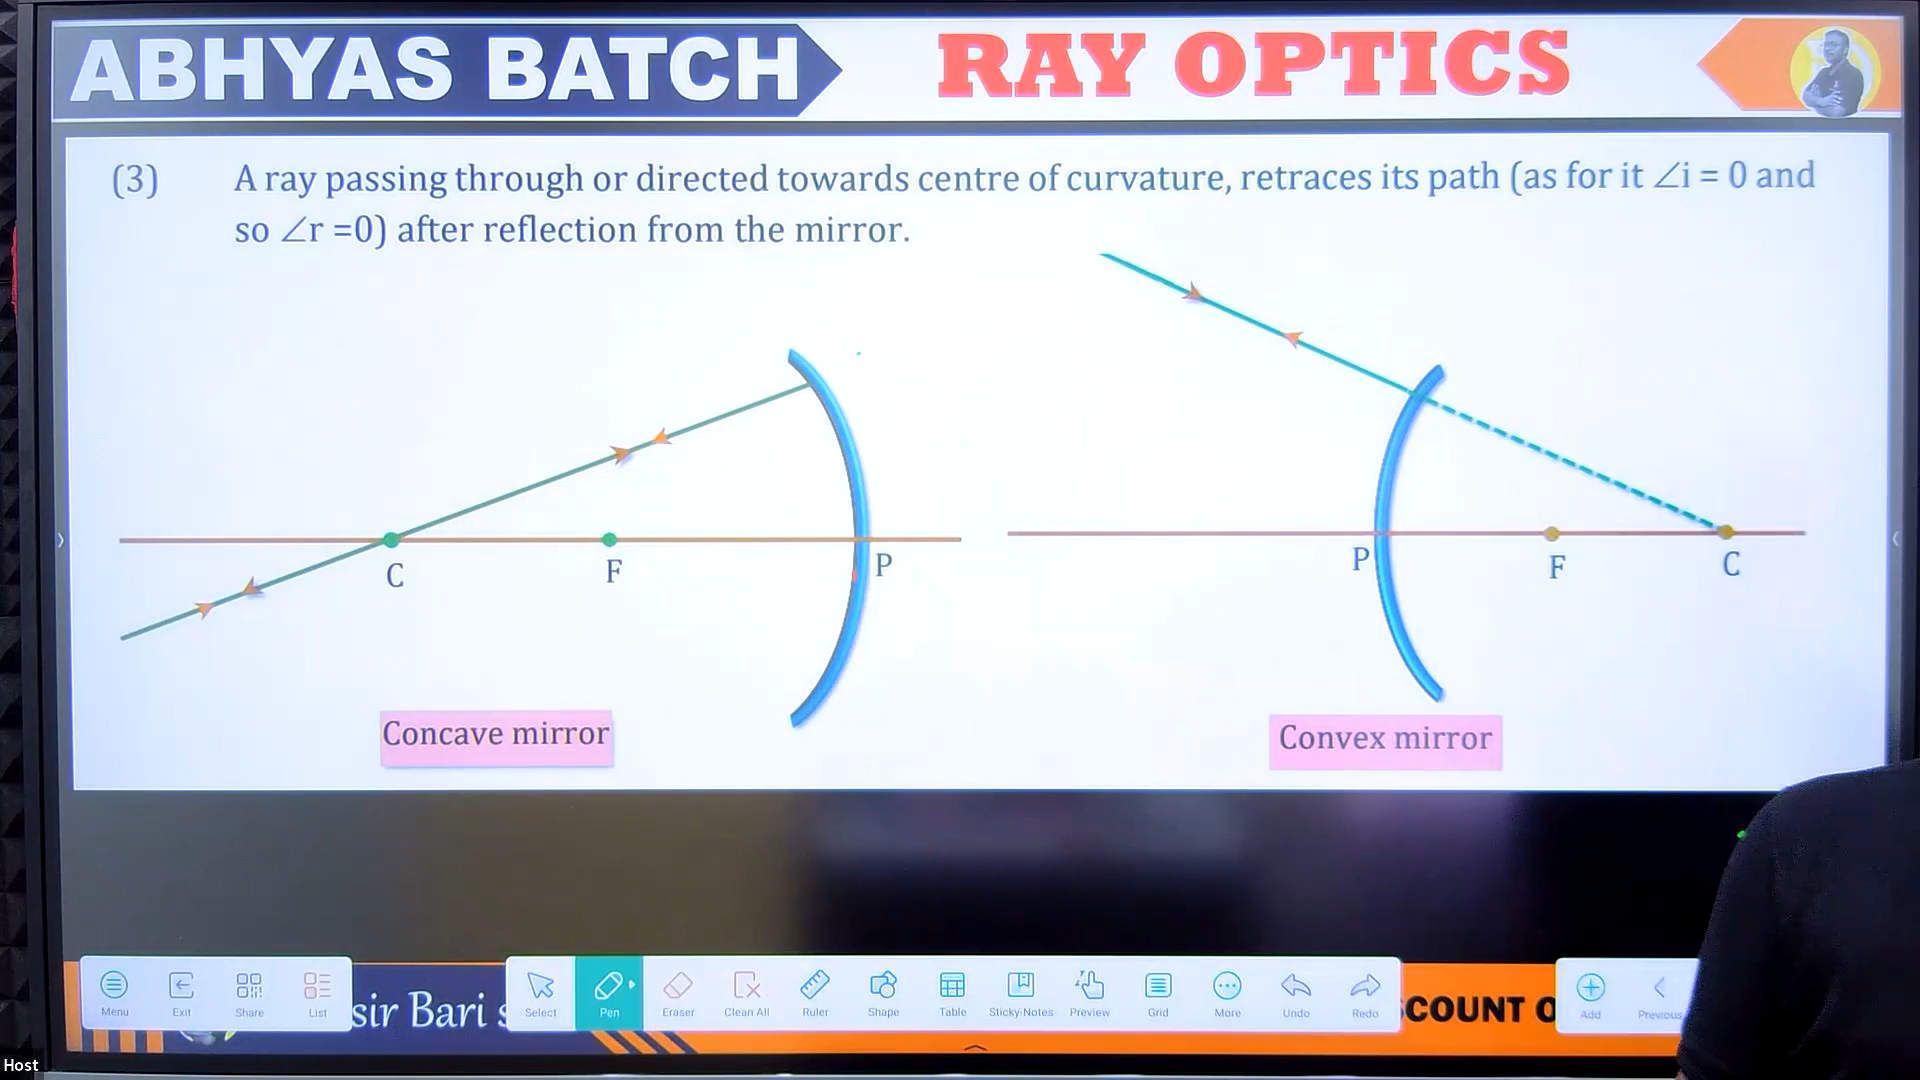 ABHYAS BATCH
RAY OPTICS
(3) A ray passing through or directed towards centre of curvature, retraces its path (as for it ∠i = 0 and
so ∠r =0) after reflection from the mirror.
C
F
P
P
F
C
Concave mirror
Convex mirror
sir Bari s
COUNT O
Menu
Exit
Share
List
Select
Pen
Eraser
Clean All
Ruler
Shape
Table
Sticky-Notes
Preview
Grid
More
Undo
Redo
Add
Previous
Host